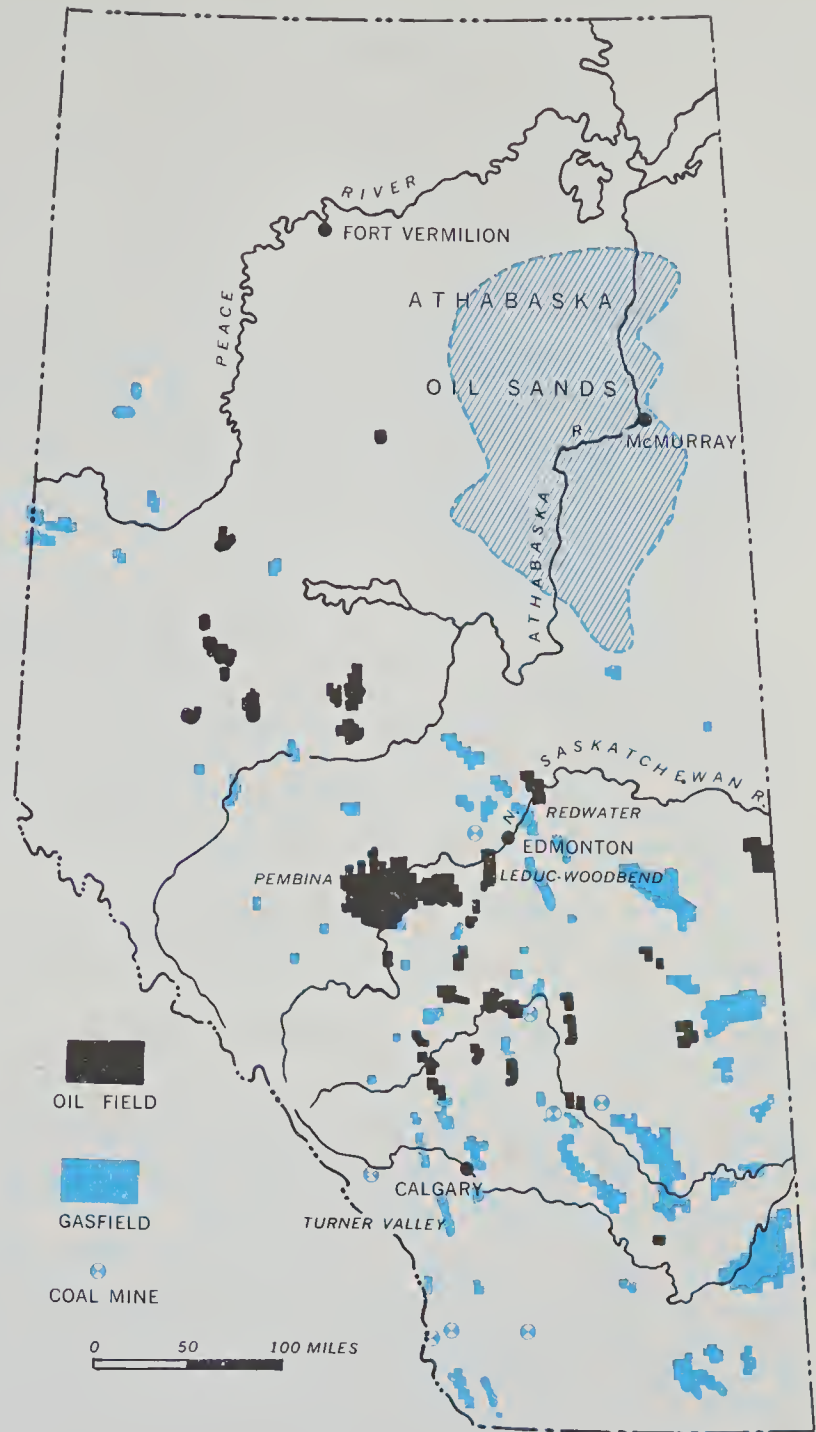 RIVER
FORT VERMILION
PEACE
ATHABASKA
OIL SANDS
R.
McMURRAY
ATHABASKA
SASKATCHEWAN R.
N.
REDWATER
EDMONTON
PEMBINA
LEDUC-WOODBEND
OIL FIELD
GASFIELD
CALGARY
TURNER VALLEY
COAL MINE
0 50 100 MILES